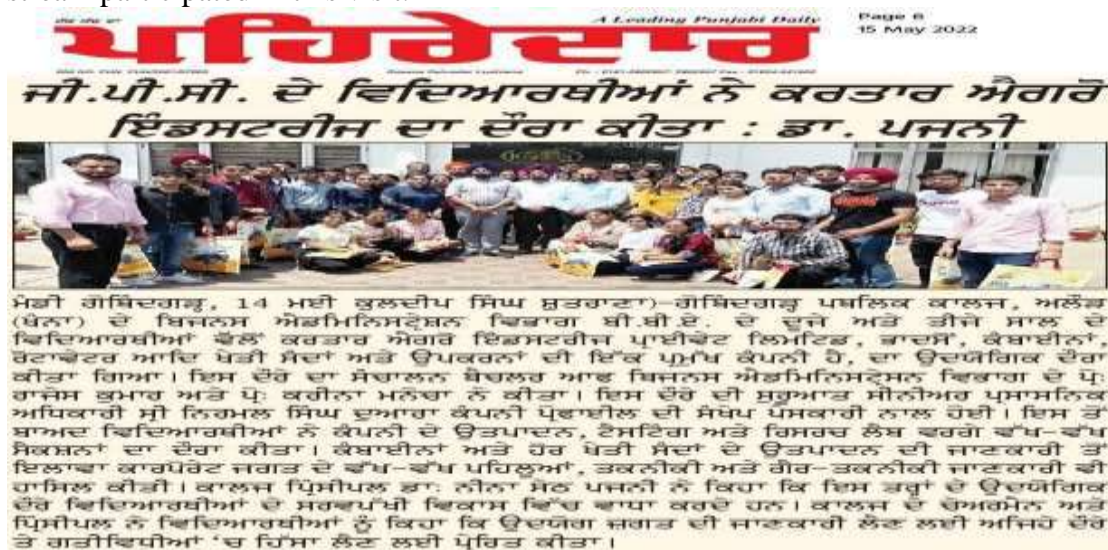 A Leading Punjabi Daily
Page 6
ਪਹਿਰੇਦਾਰ
15 May 2022
ਜੀ.ਪੀ.ਸੀ. ਦੇ ਵਿਦਿਆਰਥੀਆਂ ਨੇ ਕਰਤਾਰ ਐਗਰੋ
ਇੰਡਸਟਰੀਜ ਦਾ ਦੌਰਾ ਕੀਤਾ : ਡਾ. ਪਜਨੀ
ਮੰਡੀ ਗੋਬਿੰਦਗੜ੍ਹ, 14 ਮਈ ਕੁਲਦੀਪ ਸਿੰਘ ਸ਼ੁਤਰਾਣਾ)-ਗੋਬਿੰਦਗੜ੍ਹ ਪਬਲਿਕ ਕਾਲਜ, ਅਲੌੜ
(ਖੰਨਾ) ਦੇ ਬਿਜਨਸ ਐਡਮਿਨਿਸਟ੍ਰੇਸ਼ਨ ਵਿਭਾਗ ਬੀ.ਬੀ.ਏ. ਦੇ ਦੂਜੇ ਅਤੇ ਤੀਜੇ ਸਾਲ ਦੇ
ਵਿਦਿਆਰਥੀਆਂ ਵੱਲੋਂ ਕਰਤਾਰ ਐਗਰੋ ਇੰਡਸਟਰੀਜ ਪ੍ਰਾਈਵੇਟ ਲਿਮਟਿਡ, ਭਾਦਸੋਂ, ਕੰਬਾਈਨਾਂ,
ਰੋਟਾਵੇਟਰ ਆਦਿ ਖੇਤੀ ਸੰਦਾਂ ਅਤੇ ਉਪਕਰਨਾਂ ਦੀ ਇੱਕ ਪ੍ਰਮੁੱਖ ਕੰਪਨੀ ਹੈ, ਦਾ ਉਦਯੋਗਿਕ ਦੌਰਾ
ਕੀਤਾ ਗਿਆ। ਇਸ ਦੌਰੇ ਦਾ ਸੰਚਾਲਨ ਬੈਚਲਰ ਆਫ ਬਿਜਨਸ ਐਡਮਿਨਿਸਟ੍ਰੇਸ਼ਨ ਵਿਭਾਗ ਦੇ ਪ੍ਰੋ:
ਰਾਜੇਸ਼ ਕੁਮਾਰ ਅਤੇ ਪ੍ਰੋ: ਕਰੀਨਾ ਮਨੋਚਾ ਨੇ ਕੀਤਾ। ਇਸ ਦੌਰੇ ਦੀ ਸ਼ੁਰੂਆਤ ਸੀਨੀਅਰ ਪ੍ਰਸ਼ਾਸਨਿਕ
ਅਧਿਕਾਰੀ ਸ਼੍ਰੀ ਨਿਰਮਲ ਸਿੰਘ ਦੁਆਰਾ ਕੰਪਨੀ ਪ੍ਰੋਫਾਈਲ ਦੀ ਸੰਖੇਪ ਪੇਸਕਾਰੀ ਨਾਲ ਹੋਈ। ਇਸ ਤੋਂ
ਬਾਅਦ ਵਿਦਿਆਰਥੀਆਂ ਨੇ ਕੰਪਨੀ ਦੇ ਉਤਪਾਦਨ, ਟੈਸਟਿੰਗ ਅਤੇ ਰਿਸਰਚ ਲੈਬ ਵਰਗੇ ਵੱਖ-ਵੱਖ
ਸੈਕਸ਼ਨਾਂ ਦਾ ਦੌਰਾ ਕੀਤਾ। ਕੰਬਾਈਨਾਂ ਅਤੇ ਹੋਰ ਖੇਤੀ ਸੰਦਾਂ ਦੇ ਉਤਪਾਦਨ ਦੀ ਜਾਣਕਾਰੀ ਤੋਂ
ਇਲਾਵਾ ਕਾਰਪੋਰੇਟ ਜਗਤ ਦੇ ਵੱਖ-ਵੱਖ ਪਹਿਲੂਆਂ, ਤਕਨੀਕੀ ਅਤੇ ਗੈਰ-ਤਕਨੀਕੀ ਜਾਣਕਾਰੀ ਵੀ
ਹਾਸਿਲ ਕੀਤੀ। ਕਾਲਜ ਪ੍ਰਿੰਸੀਪਲ ਡਾ: ਨੀਨਾ ਸੇਠ ਪਜਨੀ ਨੇ ਕਿਹਾ ਕਿ ਇਸ ਤਰ੍ਹਾਂ ਦੇ ਉਦਯੋਗਿਕ
ਦੌਰੇ ਵਿਦਿਆਰਥੀਆਂ ਦੇ ਸਰਵਪੱਖੀ ਵਿਕਾਸ ਵਿੱਚ ਵਾਧਾ ਕਰਦੇ ਹਨ। ਕਾਲਜ ਦੇ ਚੇਅਰਮੈਨ ਅਤੇ
ਪ੍ਰਿੰਸੀਪਲ ਨੇ ਵਿਦਿਆਰਥੀਆਂ ਨੂੰ ਕਿਹਾ ਕਿ ਉਦਯੋਗ ਜਗਤ ਦੀ ਜਾਣਕਾਰੀ ਲੈਣ ਲਈ ਅਜਿਹੇ ਦੌਰੇ
ਤੇ ਗਤੀਵਿਧੀਆਂ 'ਚ ਹਿੱਸਾ ਲੈਣ ਲਈ ਪ੍ਰੇਰਿਤ ਕੀਤਾ।